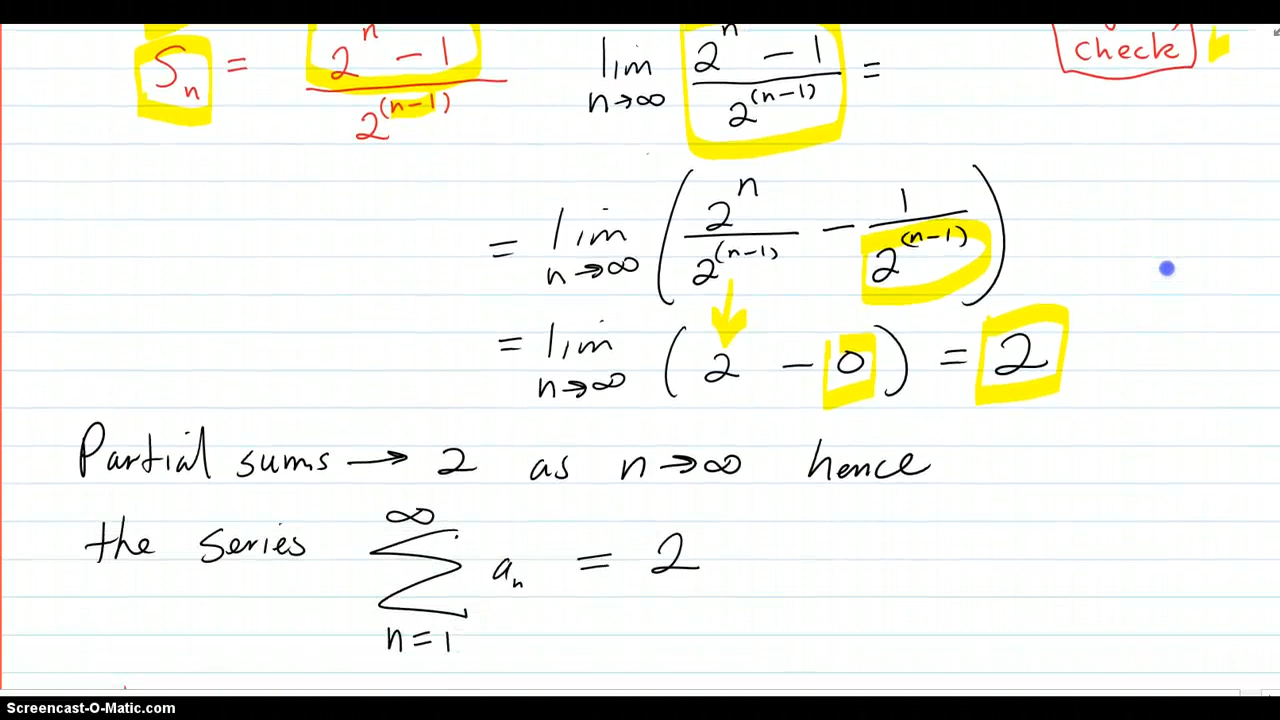 Sₙ = (2^n − 1) / 2^(n−1)    lim n→∞ (2^n − 1) / 2^(n−1) =    check
= lim n→∞ ( 2^n / 2^(n−1) − 1 / 2^(n−1) )
= lim n→∞ ( 2 − 0 ) = 2
Partial sums → 2 as n→∞ hence
the series ∑_{n=1}^{∞} aₙ = 2
Screencast-O-Matic.com